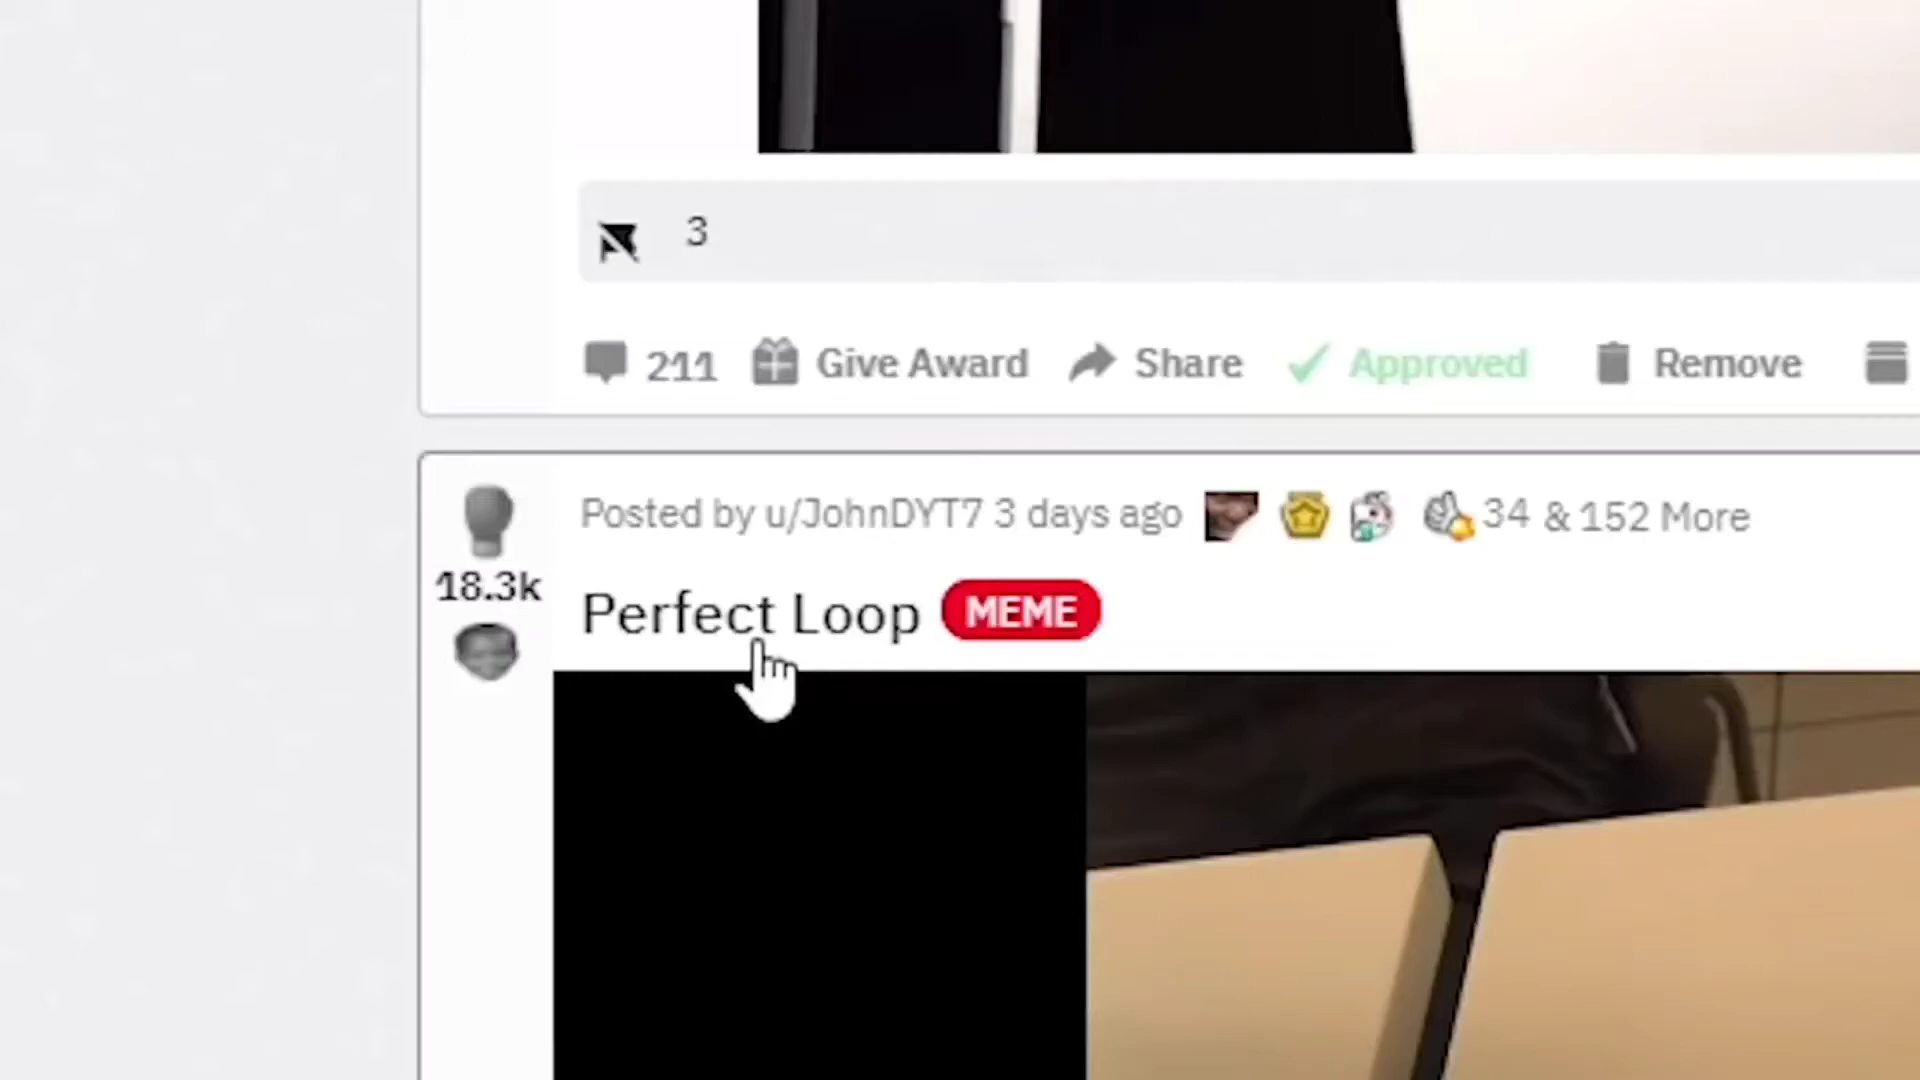 3
211 Give Award Share Approved Remove
Posted by u/JohnDYT7 3 days ago 34 & 152 More
18.3k
Perfect Loop MEME